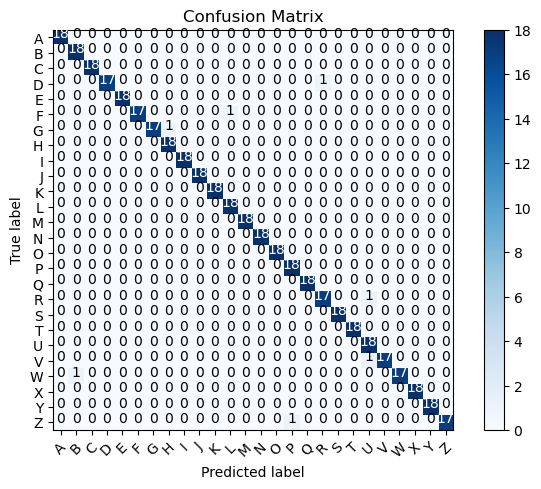 Confusion Matrix
A 18 0 0 0 0 0 0 0 0 0 0 0 0 0 0 0 0 0 0 0 0 0 0 0 0 0
B 0 18 0 0 0 0 0 0 0 0 0 0 0 0 0 0 0 0 0 0 0 0 0 0 0 0
C 0 0 18 0 0 0 0 0 0 0 0 0 0 0 0 0 0 0 0 0 0 0 0 0 0 0
D 0 0 0 17 0 0 0 0 0 0 0 0 0 0 0 0 0 1 0 0 0 0 0 0 0 0
E 0 0 0 0 18 0 0 0 0 0 0 0 0 0 0 0 0 0 0 0 0 0 0 0 0 0
F 0 0 0 0 0 17 0 0 0 0 0 1 0 0 0 0 0 0 0 0 0 0 0 0 0 0
G 0 0 0 0 0 0 17 1 0 0 0 0 0 0 0 0 0 0 0 0 0 0 0 0 0 0
H 0 0 0 0 0 0 0 18 0 0 0 0 0 0 0 0 0 0 0 0 0 0 0 0 0 0
I 0 0 0 0 0 0 0 0 18 0 0 0 0 0 0 0 0 0 0 0 0 0 0 0 0 0
J 0 0 0 0 0 0 0 0 0 18 0 0 0 0 0 0 0 0 0 0 0 0 0 0 0 0
K 0 0 0 0 0 0 0 0 0 0 18 0 0 0 0 0 0 0 0 0 0 0 0 0 0 0
L 0 0 0 0 0 0 0 0 0 0 0 18 0 0 0 0 0 0 0 0 0 0 0 0 0 0
M 0 0 0 0 0 0 0 0 0 0 0 0 18 0 0 0 0 0 0 0 0 0 0 0 0 0
N 0 0 0 0 0 0 0 0 0 0 0 0 0 18 0 0 0 0 0 0 0 0 0 0 0 0
O 0 0 0 0 0 0 0 0 0 0 0 0 0 0 18 0 0 0 0 0 0 0 0 0 0 0
P 0 0 0 0 0 0 0 0 0 0 0 0 0 0 0 18 0 0 0 0 0 0 0 0 0 0
Q 0 0 0 0 0 0 0 0 0 0 0 0 0 0 0 0 18 0 0 0 0 0 0 0 0 0
R 0 0 0 0 0 0 0 0 0 0 0 0 0 0 0 0 0 17 0 0 1 0 0 0 0 0
S 0 0 0 0 0 0 0 0 0 0 0 0 0 0 0 0 0 0 18 0 0 0 0 0 0 0
T 0 0 0 0 0 0 0 0 0 0 0 0 0 0 0 0 0 0 0 18 0 0 0 0 0 0
U 0 0 0 0 0 0 0 0 0 0 0 0 0 0 0 0 0 0 0 0 18 0 0 0 0 0
V 0 0 0 0 0 0 0 0 0 0 0 0 0 0 0 0 0 0 0 0 1 17 0 0 0 0
W 0 1 0 0 0 0 0 0 0 0 0 0 0 0 0 0 0 0 0 0 0 0 17 0 0 0
X 0 0 0 0 0 0 0 0 0 0 0 0 0 0 0 0 0 0 0 0 0 0 0 18 0 0
Y 0 0 0 0 0 0 0 0 0 0 0 0 0 0 0 0 0 0 0 0 0 0 0 0 18 0
Z 0 0 0 0 0 0 0 0 0 0 0 0 0 0 0 1 0 0 0 0 0 0 0 0 0 17
A B C D E F G H I J K L M N O P Q R S T U V W X Y Z
True label
Predicted label
18
16
14
12
10
8
6
4
2
0